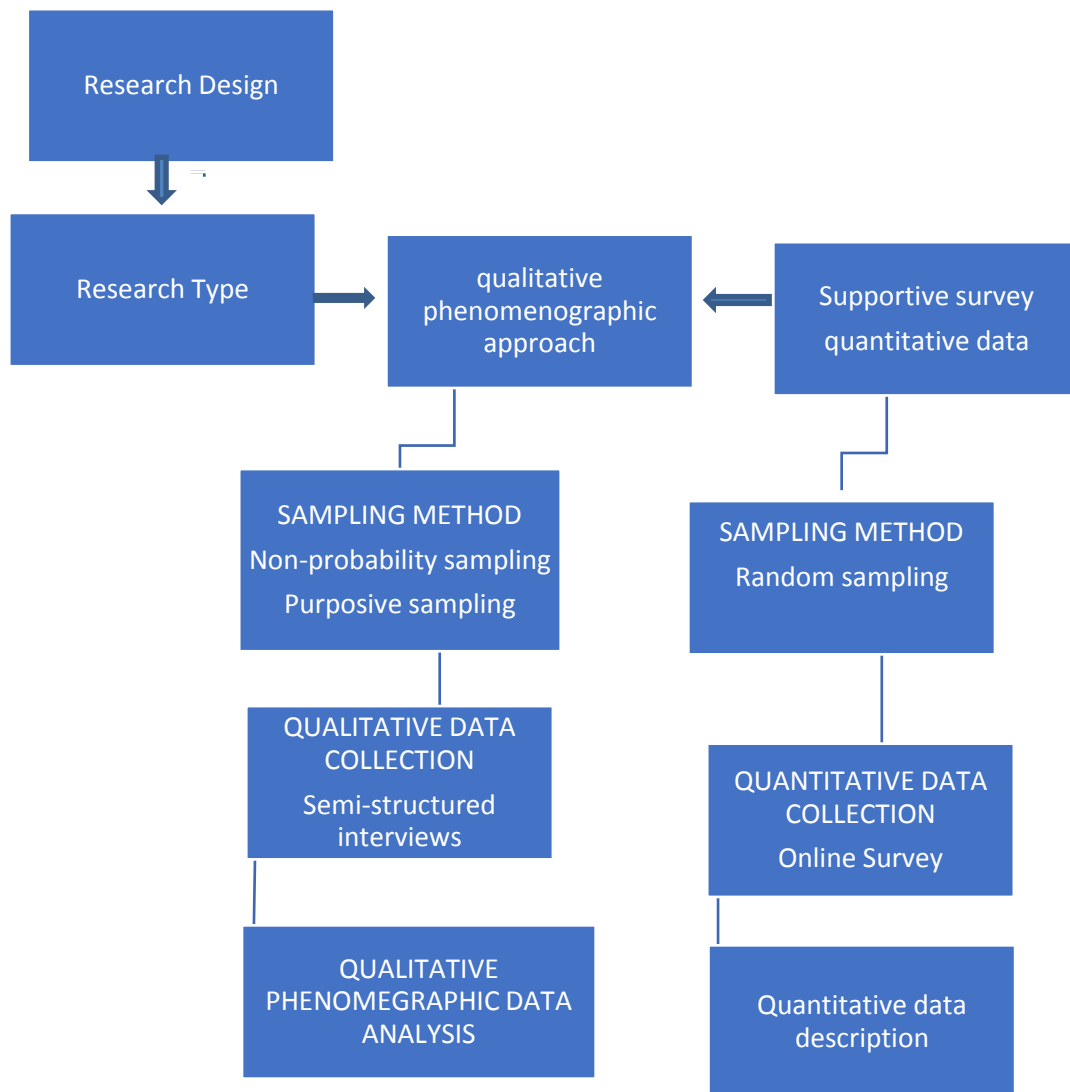 Research Design
Research Type
qualitative
phenomenographic
approach
Supportive survey
quantitative data
SAMPLING METHOD
Non-probability sampling
Purposive sampling
SAMPLING METHOD
Random sampling
QUALITATIVE DATA
COLLECTION
Semi-structured
interviews
QUANTITATIVE DATA
COLLECTION
Online Survey
QUALITATIVE
PHENOMEGRAPHIC DATA
ANALYSIS
Quantitative data
description